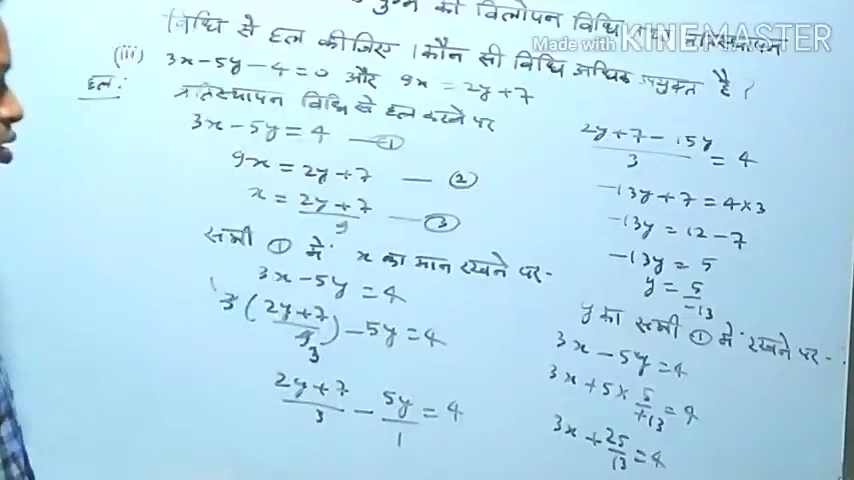 युग्म को विलोपन विधि
विधि से हल कीजिए । कौन सी विधि अधिक उपयुक्त है ?
Made with KINEMASTER
(iii) 3x-5y-4=0 और 9x=2y+7
हल:
प्रतिस्थापन विधि से हल करने पर
3x-5y=4 —①
9x=2y+7 —②
x=2y+7/9 —③
समी ① में x का मान रखने पर-
3x-5y=4
3(2y+7/9)-5y=4
3
2y+7/3 - 5y/1 = 4
2y+7-15y/3 = 4
-13y+7=4×3
-13y=12-7
-13y=5
y=5/-13
y का समी ① में रखने पर-
3x-5y=4
3x+5×5/+13=4
3x+25/13=4